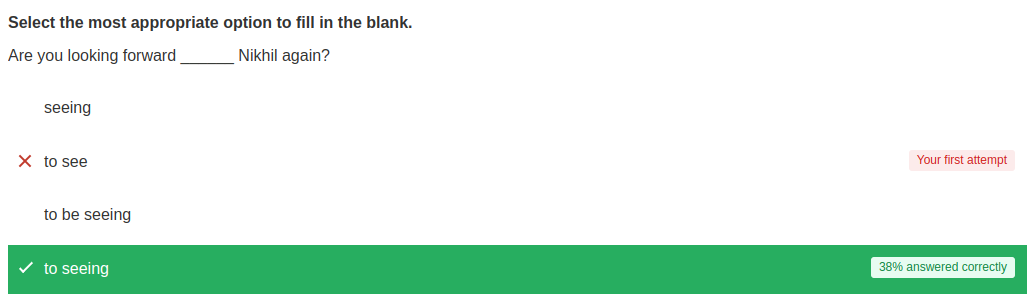 Select the most appropriate option to fill in the blank.
Are you looking forward ______ Nikhil again?
seeing
to see Your first attempt
to be seeing
to seeing 38% answered correctly